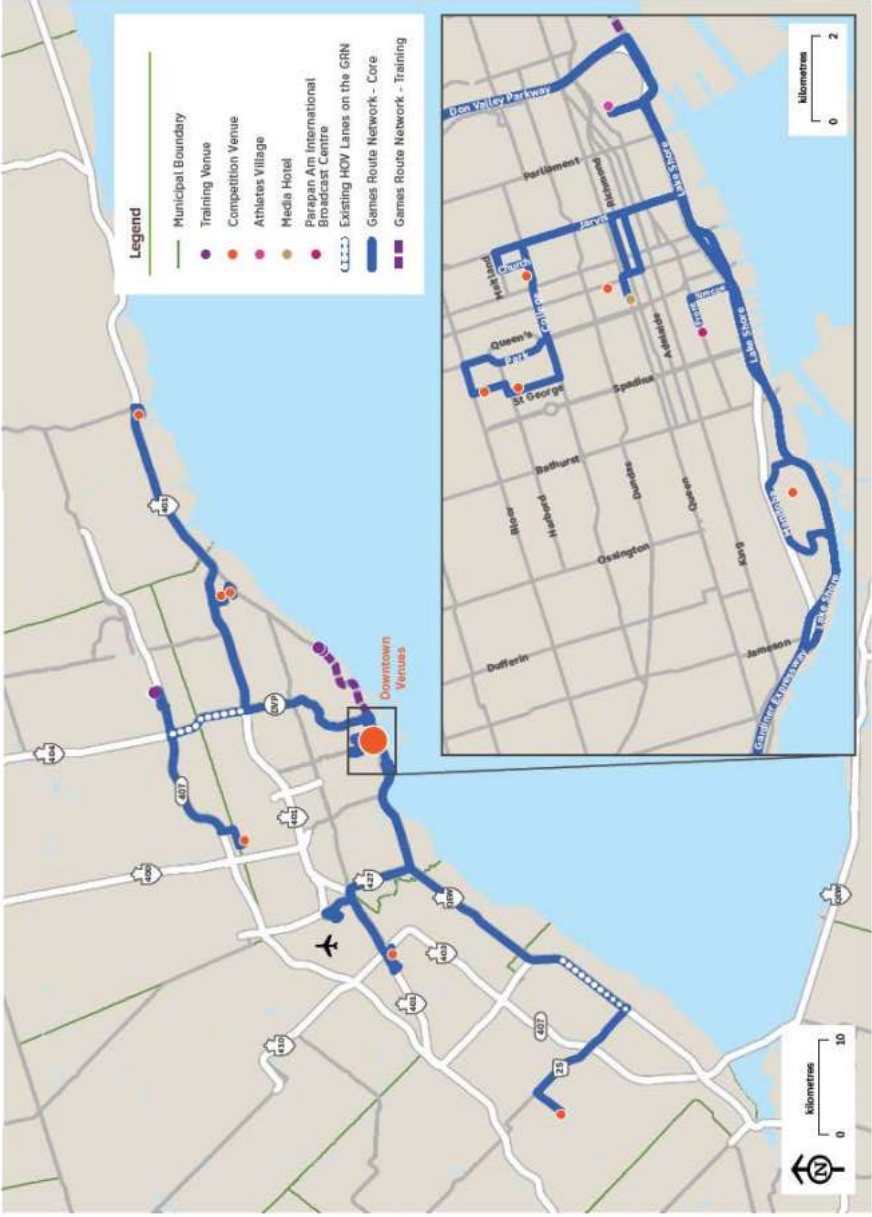 Legend
Municipal Boundary
Training Venue
Competition Venue
Athletes Village
Media Hotel
Parapan Am International
Broadcast Centre
Existing HOV Lanes on the GRN
Games Route Network - Core
Games Route Network - Training
404
400
407
401
401
DVP
Downtown
Venues
427
QEW
403
401
410
407
25
QEW
N
kilometres
0
10
Don Valley Parkway
Parliament
Richmond
Lake Shore
Jarvis
Maitland
Church
College
Queen's
Park
St George
Spadina
Adelaide
Simcoe
Lake Shore
Bathurst
Bloor
Harbord
Dundas
Queen
King
Ossington
Dufferin
Jameson
Lake Shore
Gardiner Expressway
kilometres
0
2